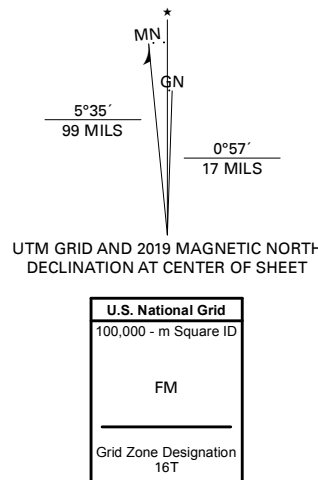 ★
MN
GN
5°35´
99 MILS
0°57´
17 MILS
UTM GRID AND 2019 MAGNETIC NORTH
DECLINATION AT CENTER OF SHEET
U.S. National Grid
100,000 - m Square ID
FM
Grid Zone Designation
16T